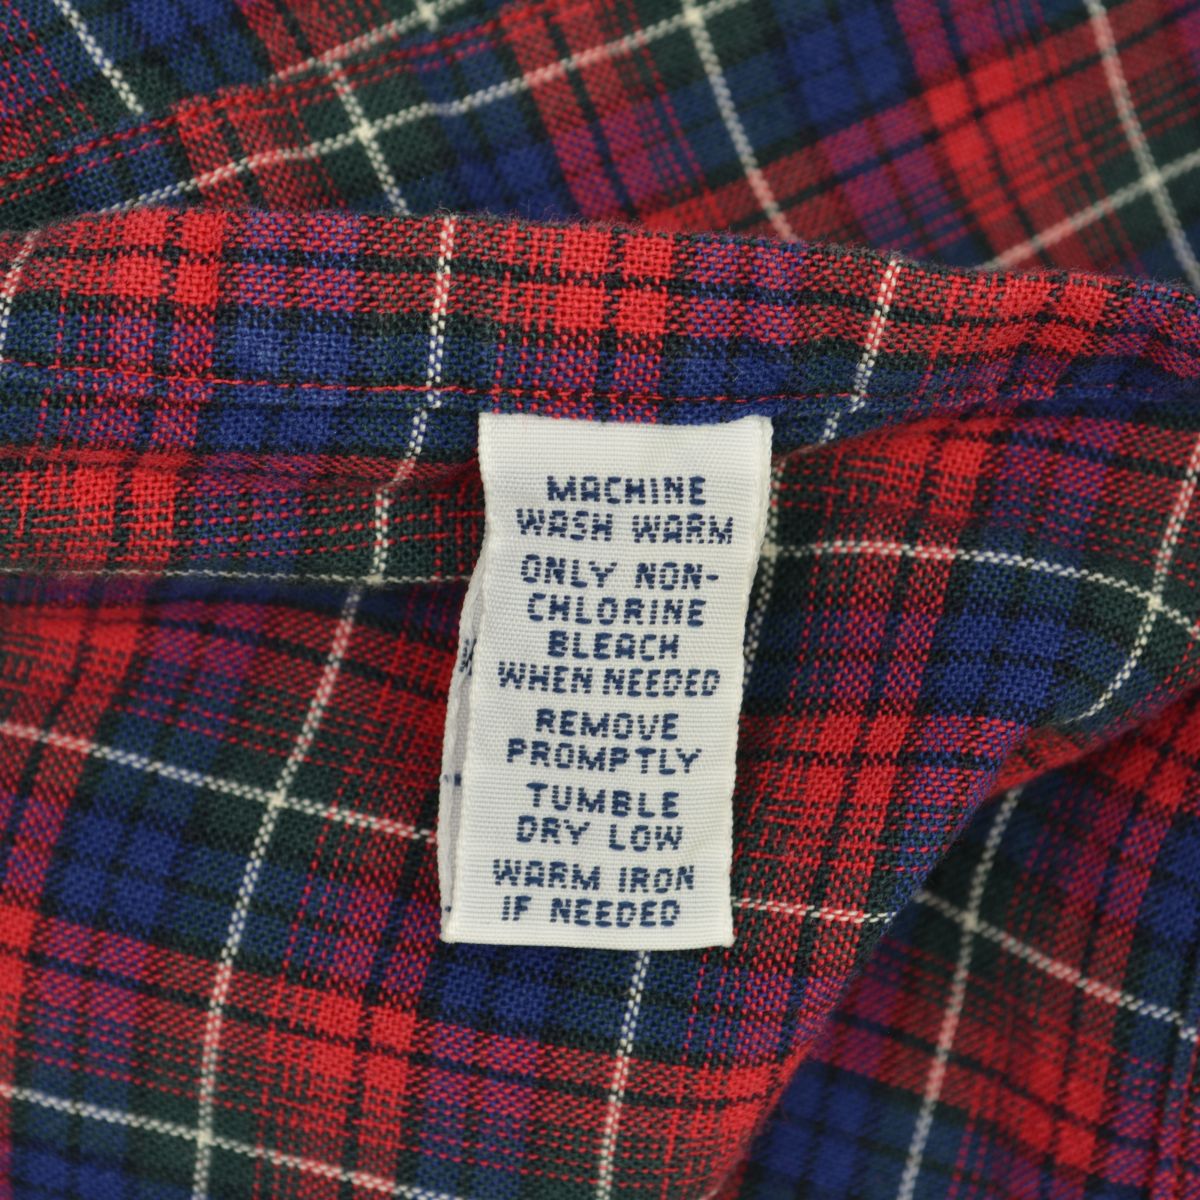 MACHINE
WASH WARM
ONLY NON-
CHLORINE
BLEACH
WHEN NEEDED
REMOVE
PROMPTLY
TUMBLE
DRY LOW
WARM IRON
IF NEEDED